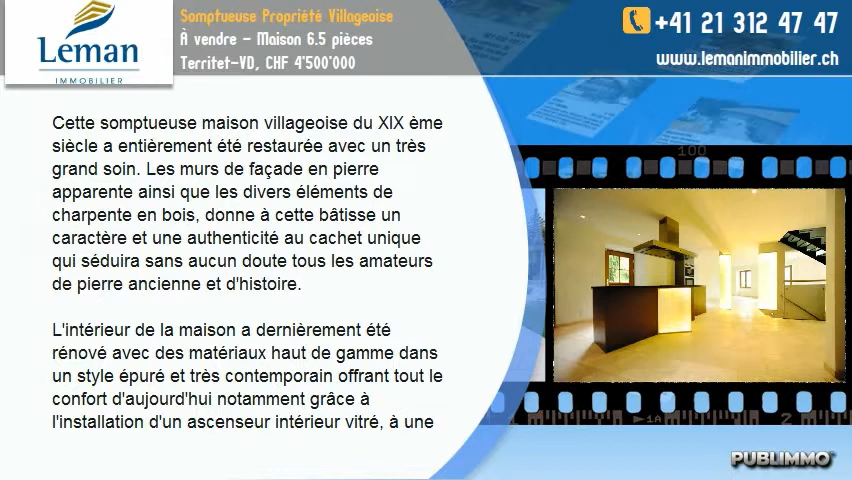 Leman
IMMOBILIER
Somptueuse Propriété Villageoise
À vendre - Maison 6.5 pièces
Territet-VD, CHF 4'500'000
+41 21 312 47 47
www.lemanimmobilier.ch
Cette somptueuse maison villageoise du XIX ème
siècle a entièrement été restaurée avec un très
grand soin. Les murs de façade en pierre
apparente ainsi que les divers éléments de
charpente en bois, donne à cette bâtisse un
caractère et une authenticité au cachet unique
qui séduira sans aucun doute tous les amateurs
de pierre ancienne et d'histoire.
L'intérieur de la maison a dernièrement été
rénové avec des matériaux haut de gamme dans
un style épuré et très contemporain offrant tout le
confort d'aujourd'hui notamment grâce à
l'installation d'un ascenseur intérieur vitré, à une
100
1
1A
2
PUBLIMMO